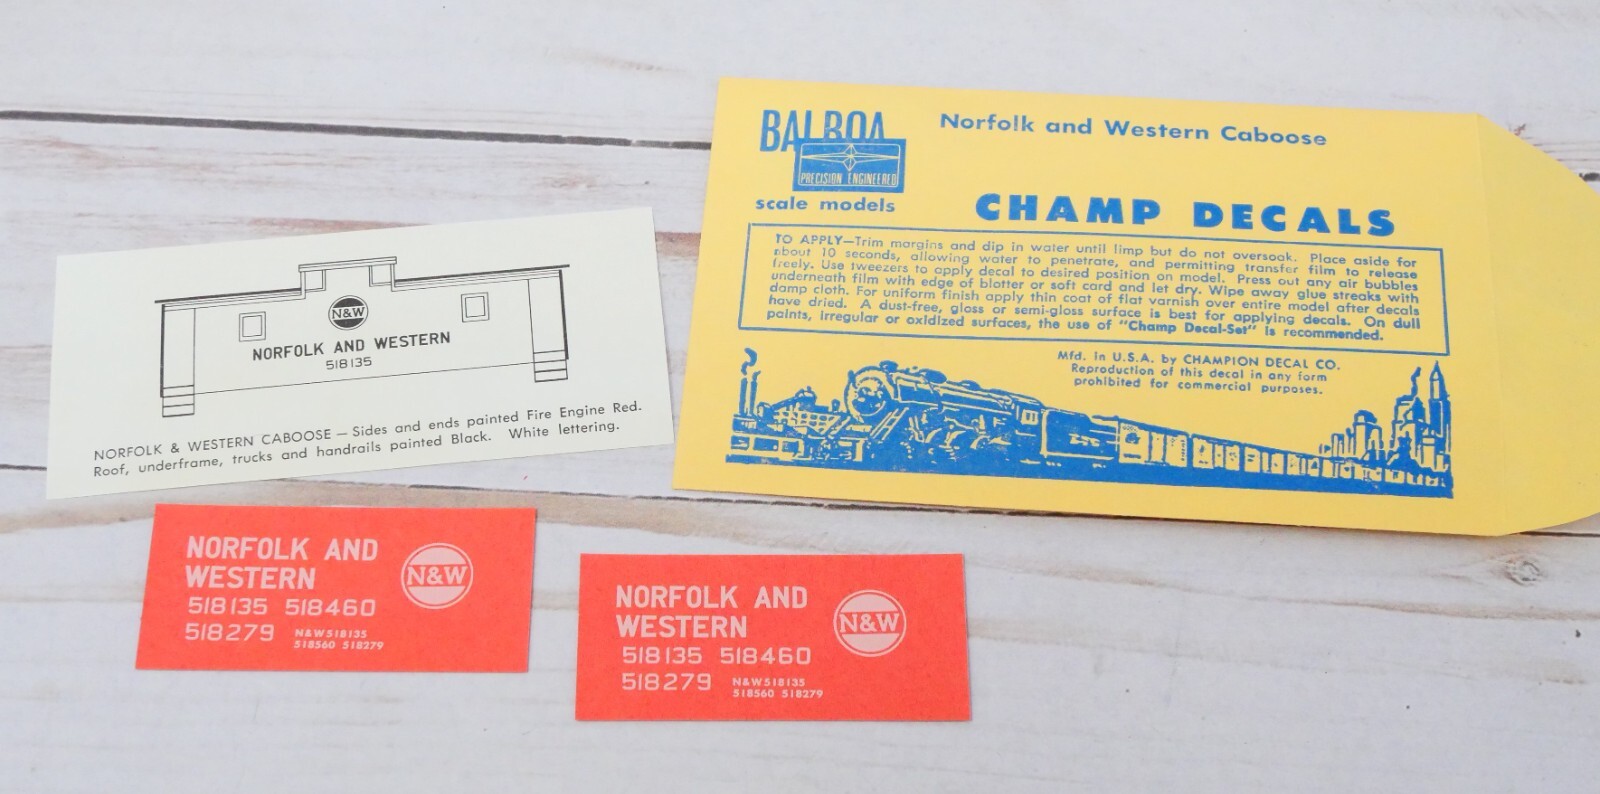 BALBOA
PRECISION ENGINEERED
scale models
Norfolk and Western Caboose
CHAMP DECALS
TO APPLY—Trim margins and dip in water until limp but do not oversoak. Place aside for
about 10 seconds, allowing water to penetrate, and permitting transfer film to release
freely. Use tweezers to apply decal to desired position on model. Press out any air bubbles
underneath film with edge of blotter or soft card and let dry. Wipe away glue streaks with
damp cloth. For uniform finish apply thin coat of flat varnish over entire model after decals
have dried. A dust-free, gloss or semi-gloss surface is best for applying decals. On dull
paints, irregular or oxidized surfaces, the use of "Champ Decal-Set" is recommended.
Mfd. in U.S.A. by CHAMPION DECAL CO.
Reproduction of this decal in any form
prohibited for commercial purposes.
N&W
NORFOLK AND WESTERN
518135
NORFOLK & WESTERN CABOOSE — Sides and ends painted Fire Engine Red.
Roof, underframe, trucks and handrails painted Black. White lettering.
NORFOLK AND
WESTERN
N&W
518135 518460
518279
N&W518135
518560 518279
NORFOLK AND
WESTERN
N&W
518135 518460
518279
N&W518135
518560 518279